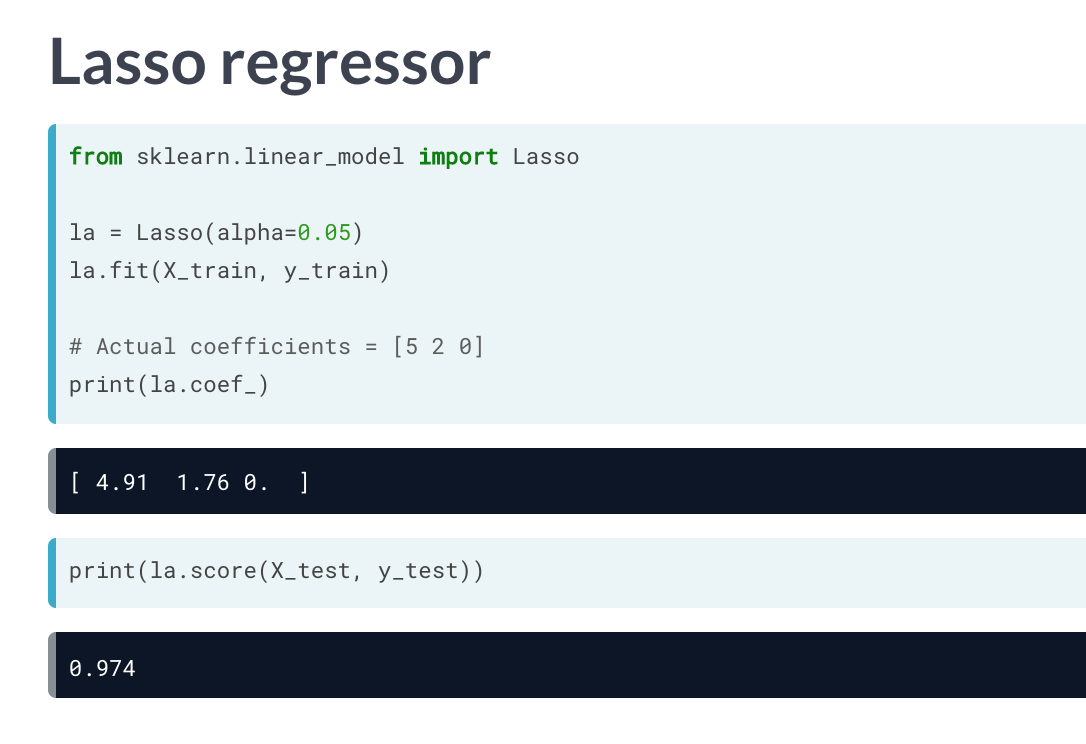 Lasso regressor
from sklearn.linear_model import Lasso
la = Lasso(alpha=0.05)
la.fit(X_train, y_train)
# Actual coefficients = [5 2 0]
print(la.coef_)
[ 4.91  1.76 0.  ]
print(la.score(X_test, y_test))
0.974